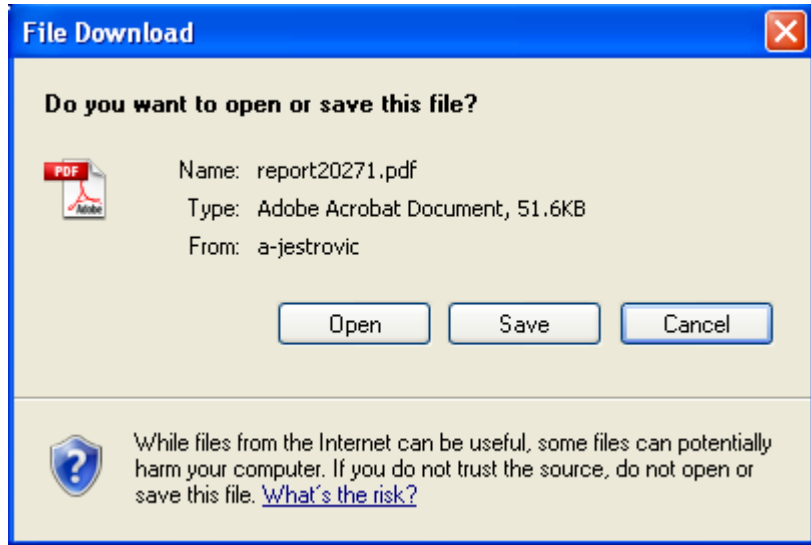 File Download
Do you want to open or save this file?
PDF
Adobe
Name: report20271.pdf
Type: Adobe Acrobat Document, 51.6KB
From: a-jestrovic
Open Save Cancel
While files from the Internet can be useful, some files can potentially
harm your computer. If you do not trust the source, do not open or
save this file. What´s the risk?